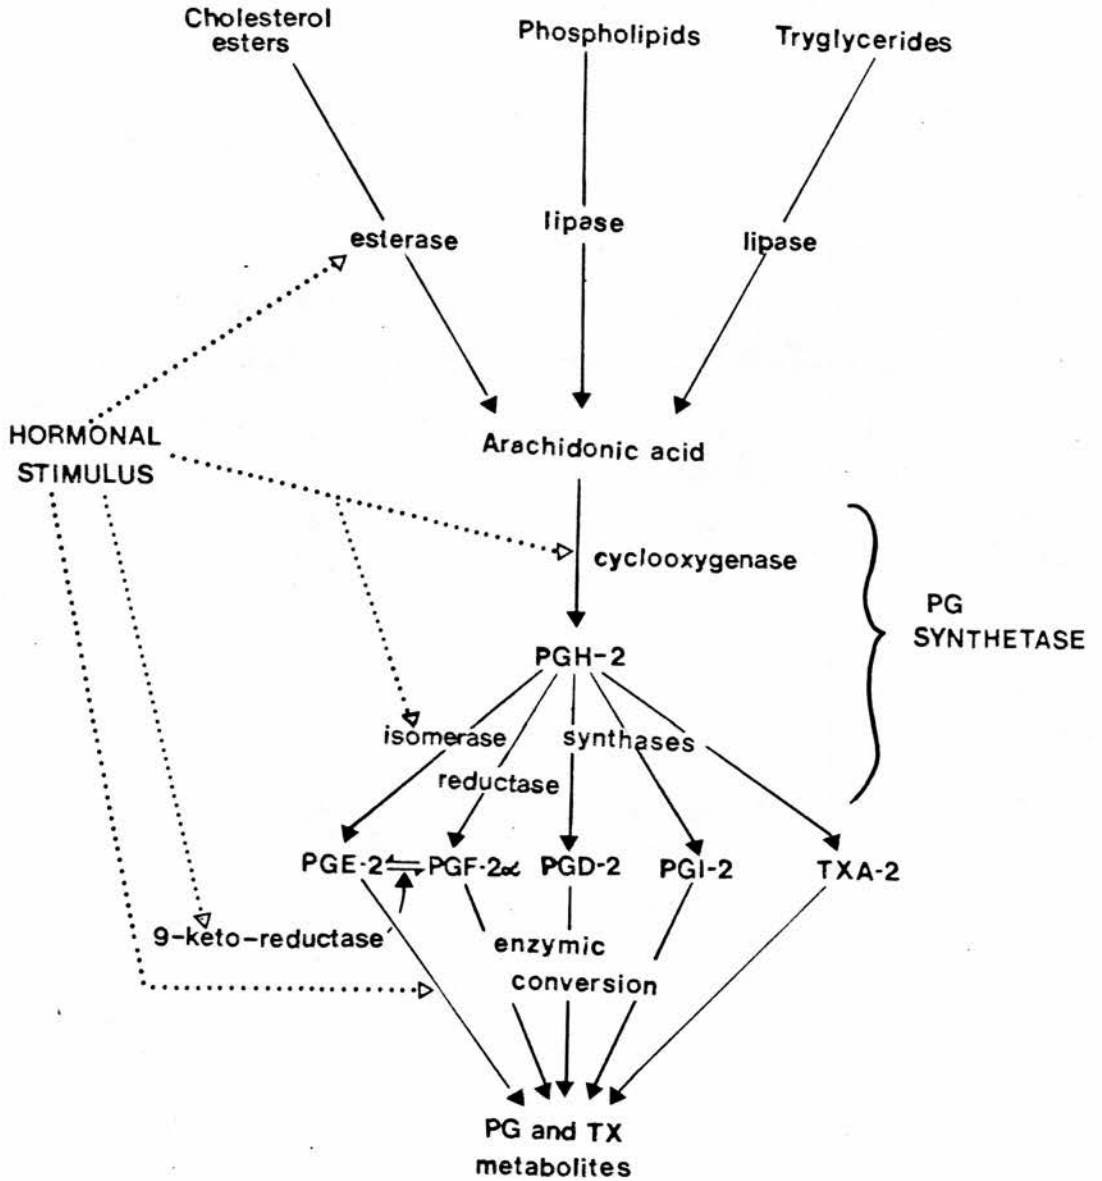 Cholesterol
esters
Phospholipids
Tryglycerides
esterase
lipase
lipase
HORMONAL
STIMULUS
Arachidonic acid
cyclooxygenase
PG
SYNTHETASE
PGH-2
isomerase
synthases
reductase
PGE-2 ⇌ PGF-2α PGD-2 PGI-2 TXA-2
9-keto-reductase
enzymic
conversion
PG and TX
metabolites